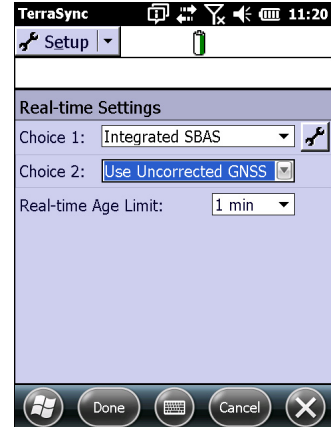 TerraSync 11:20
Setup
Real-time Settings
Choice 1: Integrated SBAS
Choice 2: Use Uncorrected GNSS
Real-time Age Limit: 1 min
Done Cancel